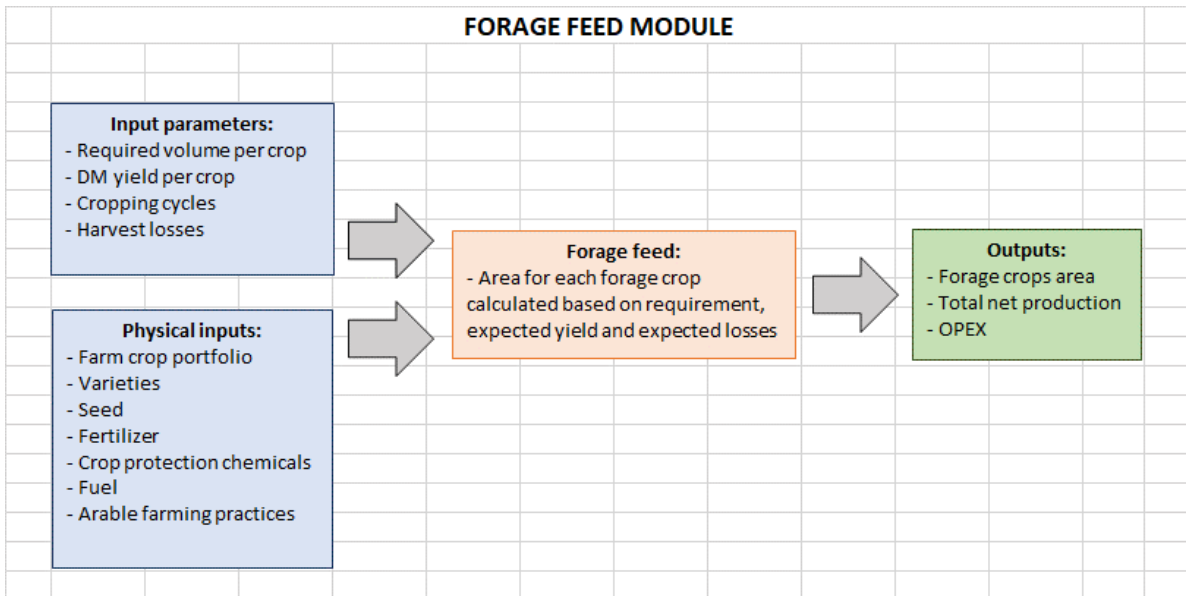 FORAGE FEED MODULE
Input parameters:
- Required volume per crop
- DM yield per crop
- Cropping cycles
- Harvest losses
Physical inputs:
- Farm crop portfolio
- Varieties
- Seed
- Fertilizer
- Crop protection chemicals
- Fuel
- Arable farming practices
Forage feed:
- Area for each forage crop
calculated based on requirement,
expected yield and expected losses
Outputs:
- Forage crops area
- Total net production
- OPEX